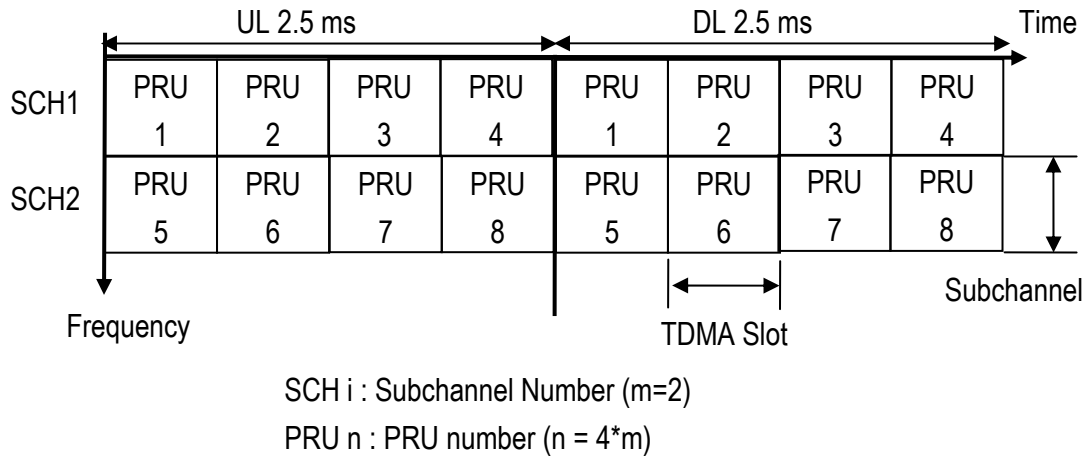 UL 2.5 ms DL 2.5 ms Time
SCH1 PRU PRU PRU PRU PRU PRU PRU PRU
1 2 3 4 1 2 3 4
SCH2 PRU PRU PRU PRU PRU PRU PRU PRU
5 6 7 8 5 6 7 8
Subchannel
Frequency
TDMA Slot
SCH i : Subchannel Number (m=2)
PRU n : PRU number (n = 4*m)